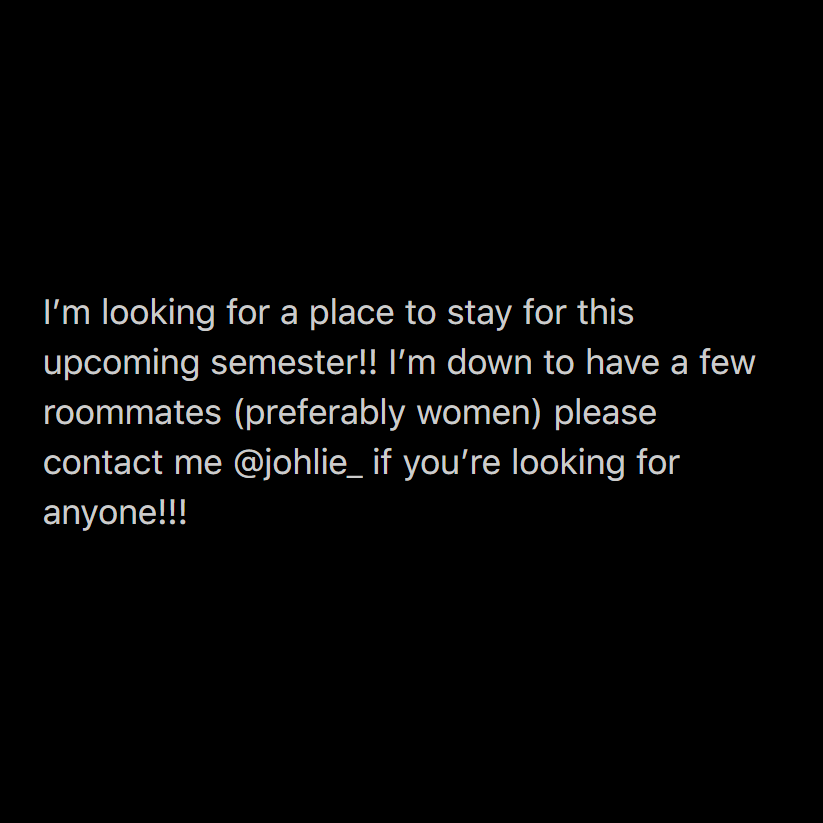 I’m looking for a place to stay for this
upcoming semester!! I’m down to have a few
roommates (preferably women) please
contact me @johlie_ if you’re looking for
anyone!!!